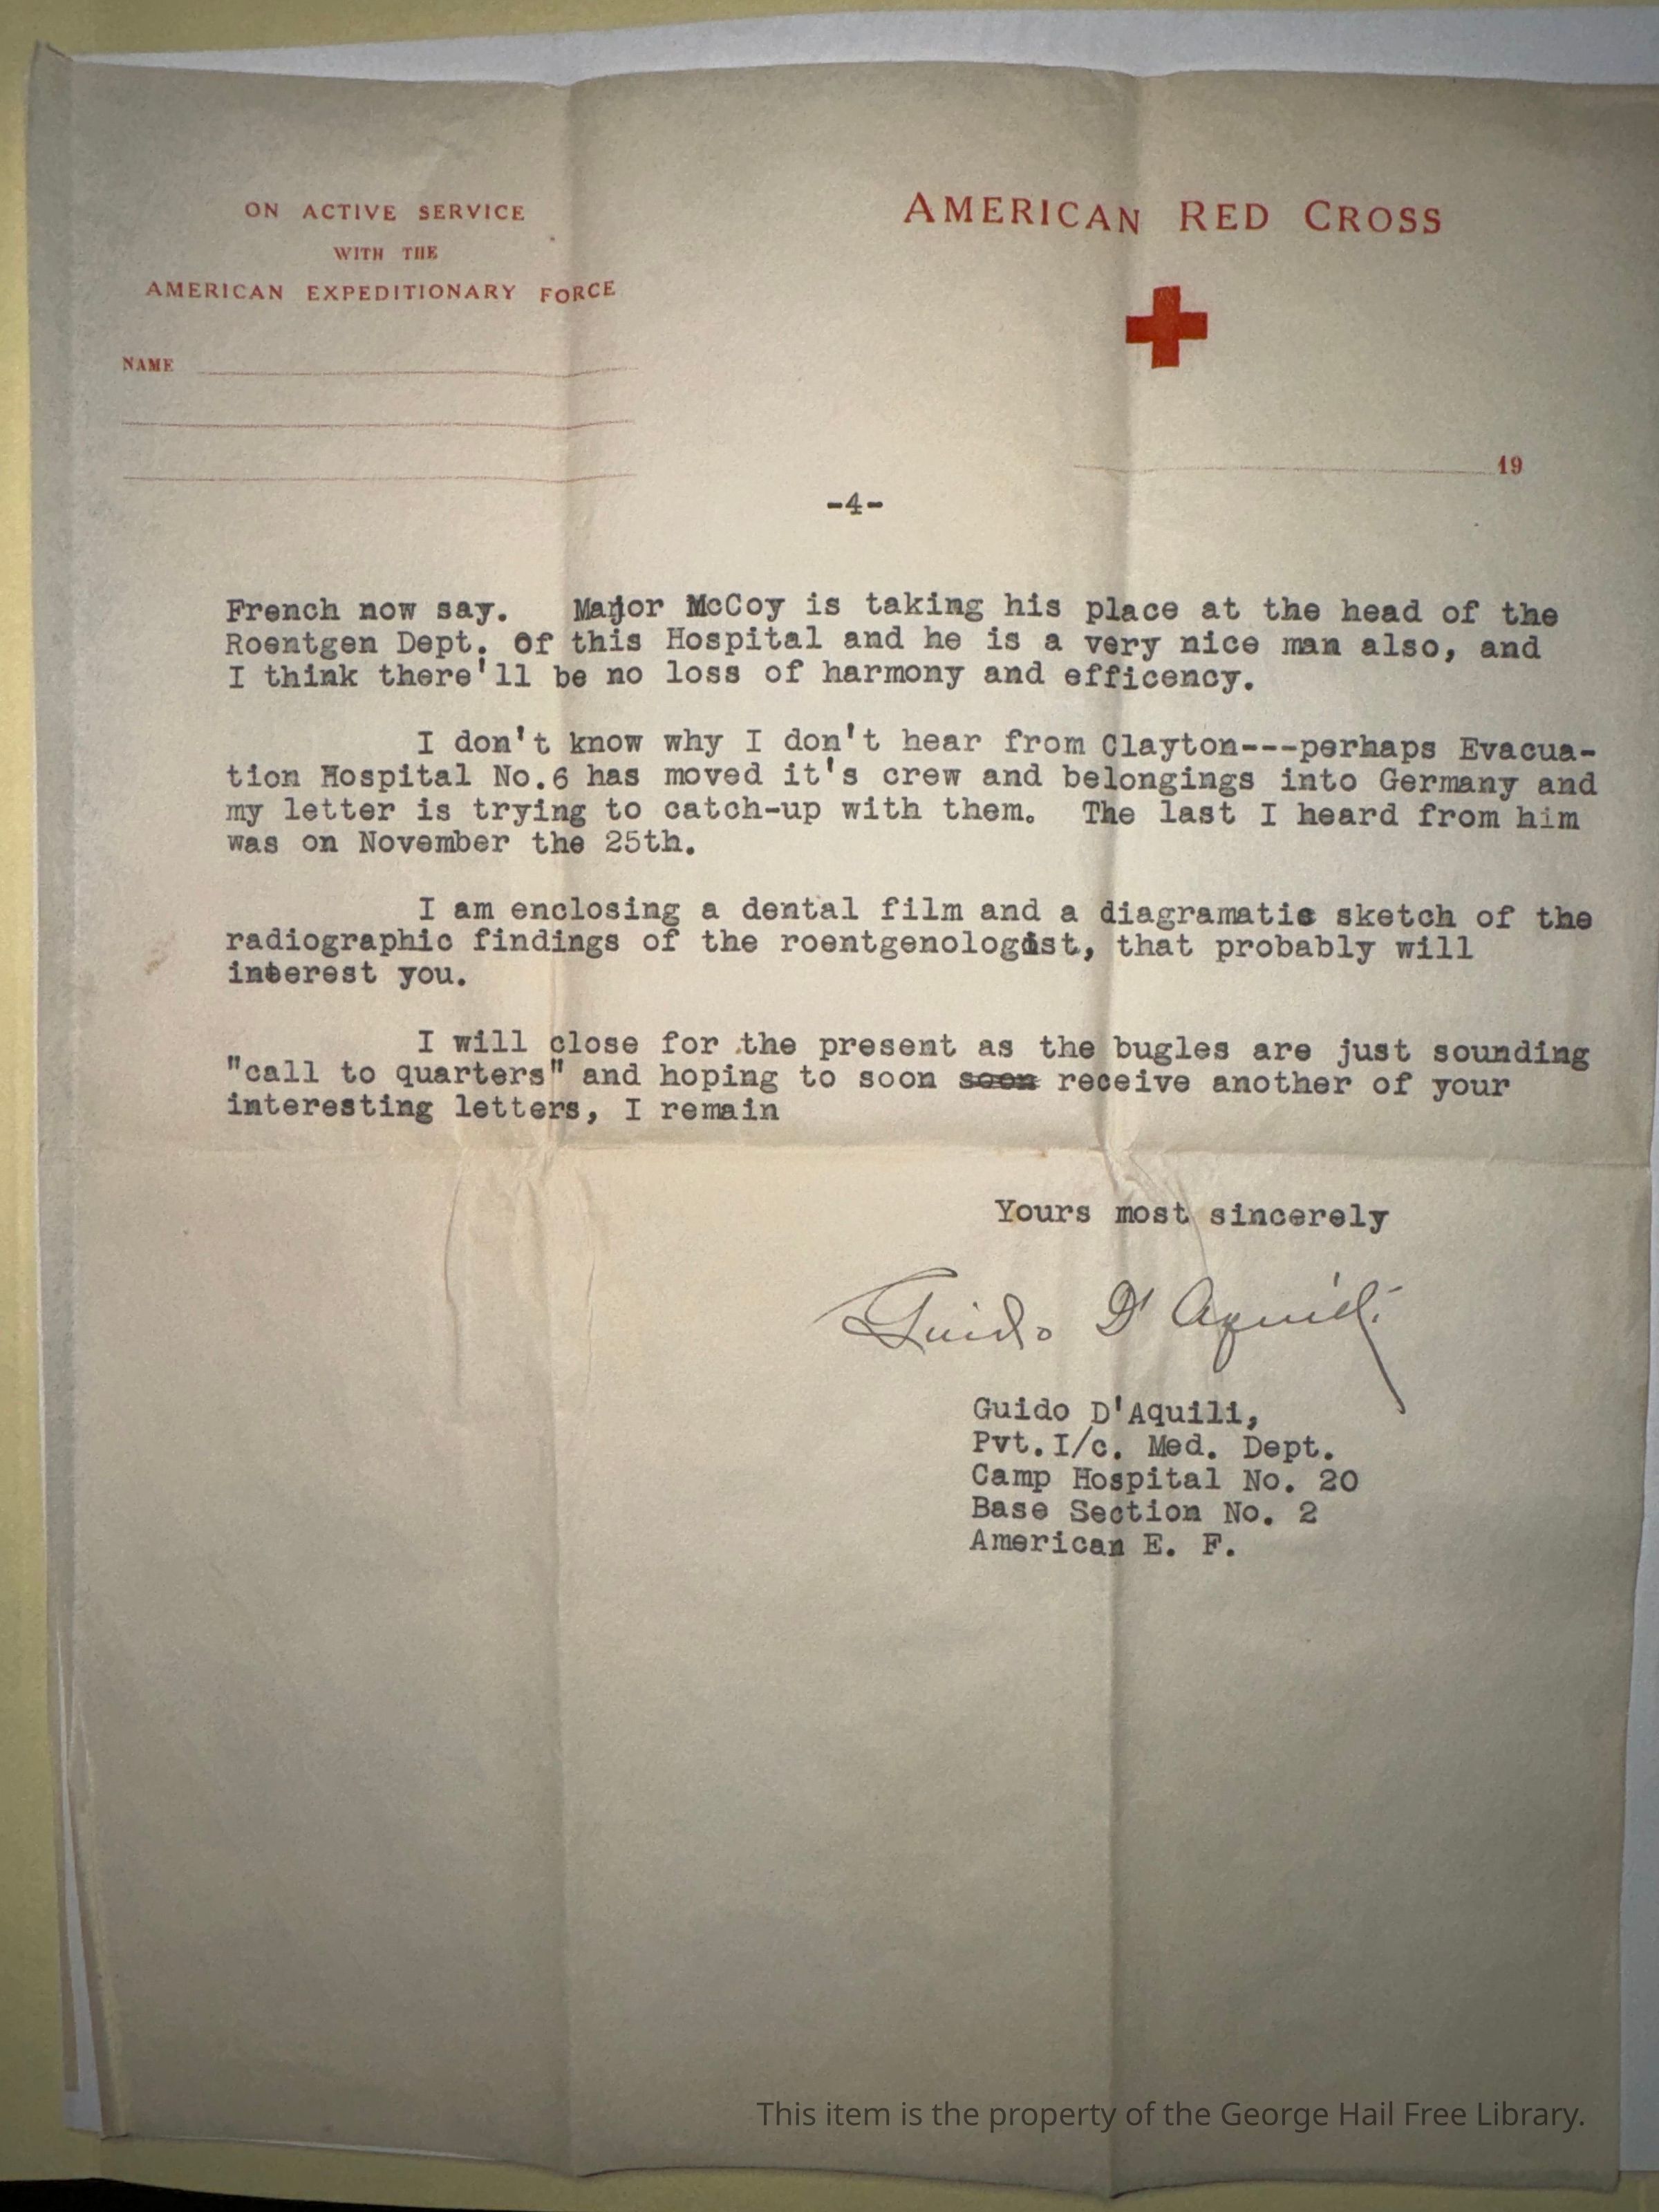 ON ACTIVE SERVICE
WITH THE
AMERICAN EXPEDITIONARY FORCE
AMERICAN RED CROSS
NAME
19
-4-
French now say. Major McCoy is taking his place at the head of the
Roentgen Dept. Of this Hospital and he is a very nice man also, and
I think there'll be no loss of harmony and efficency.
I don't know why I don't hear from Clayton---perhaps Evacua-
tion Hospital No.6 has moved it's crew and belongings into Germany and
my letter is trying to catch-up with them. The last I heard from him
was on November the 25th.
I am enclosing a dental film and a diagramatic sketch of the
radiographic findings of the roentgenologist, that probably will
interest you.
I will close for the present as the bugles are just sounding
"call to quarters" and hoping to soon soon receive another of your
interesting letters, I remain
Yours most sincerely
Guido D'Aquili
Guido D'Aquili,
Pvt.I/c. Med. Dept.
Camp Hospital No. 20
Base Section No. 2
American E. F.
This item is the property of the George Hail Free Library.